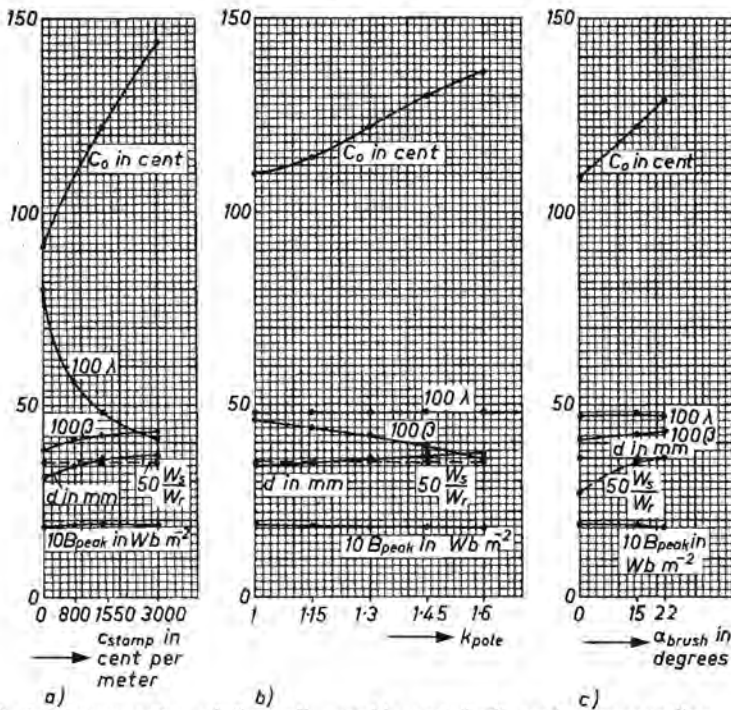 150
150
150
C₀ in cent
C₀ in cent
C₀ in cent
100
100
100
100 λ
100 λ
100 λ
50
50
50
100β
100β
100β
d in mm
d in mm
d in mm
50 Ws/Wr
50 Ws/Wr
50 Ws/Wr
10Bpeak in Wb m⁻²
10 Bpeak in Wb m⁻²
10 Bpeak in
Wb m⁻²
0
0
0
0 800 1550 3000
1 1·15 1·3 1·45 1·6
0 15 22
cstamp in
cent per
meter
kpole
αbrush in
degrees
a)
b)
c)